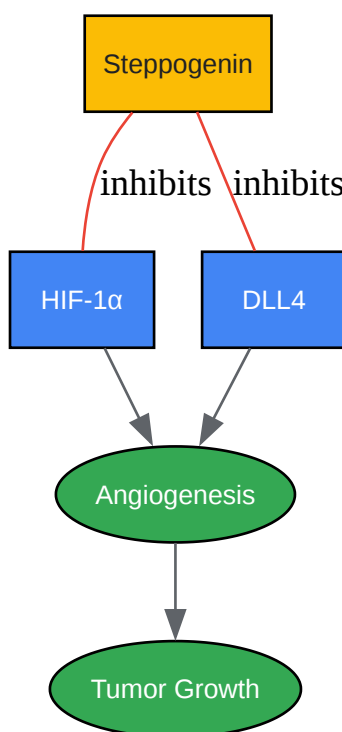 Steppogenin
inhibits inhibits
HIF-1α DLL4
Angiogenesis
Tumor Growth